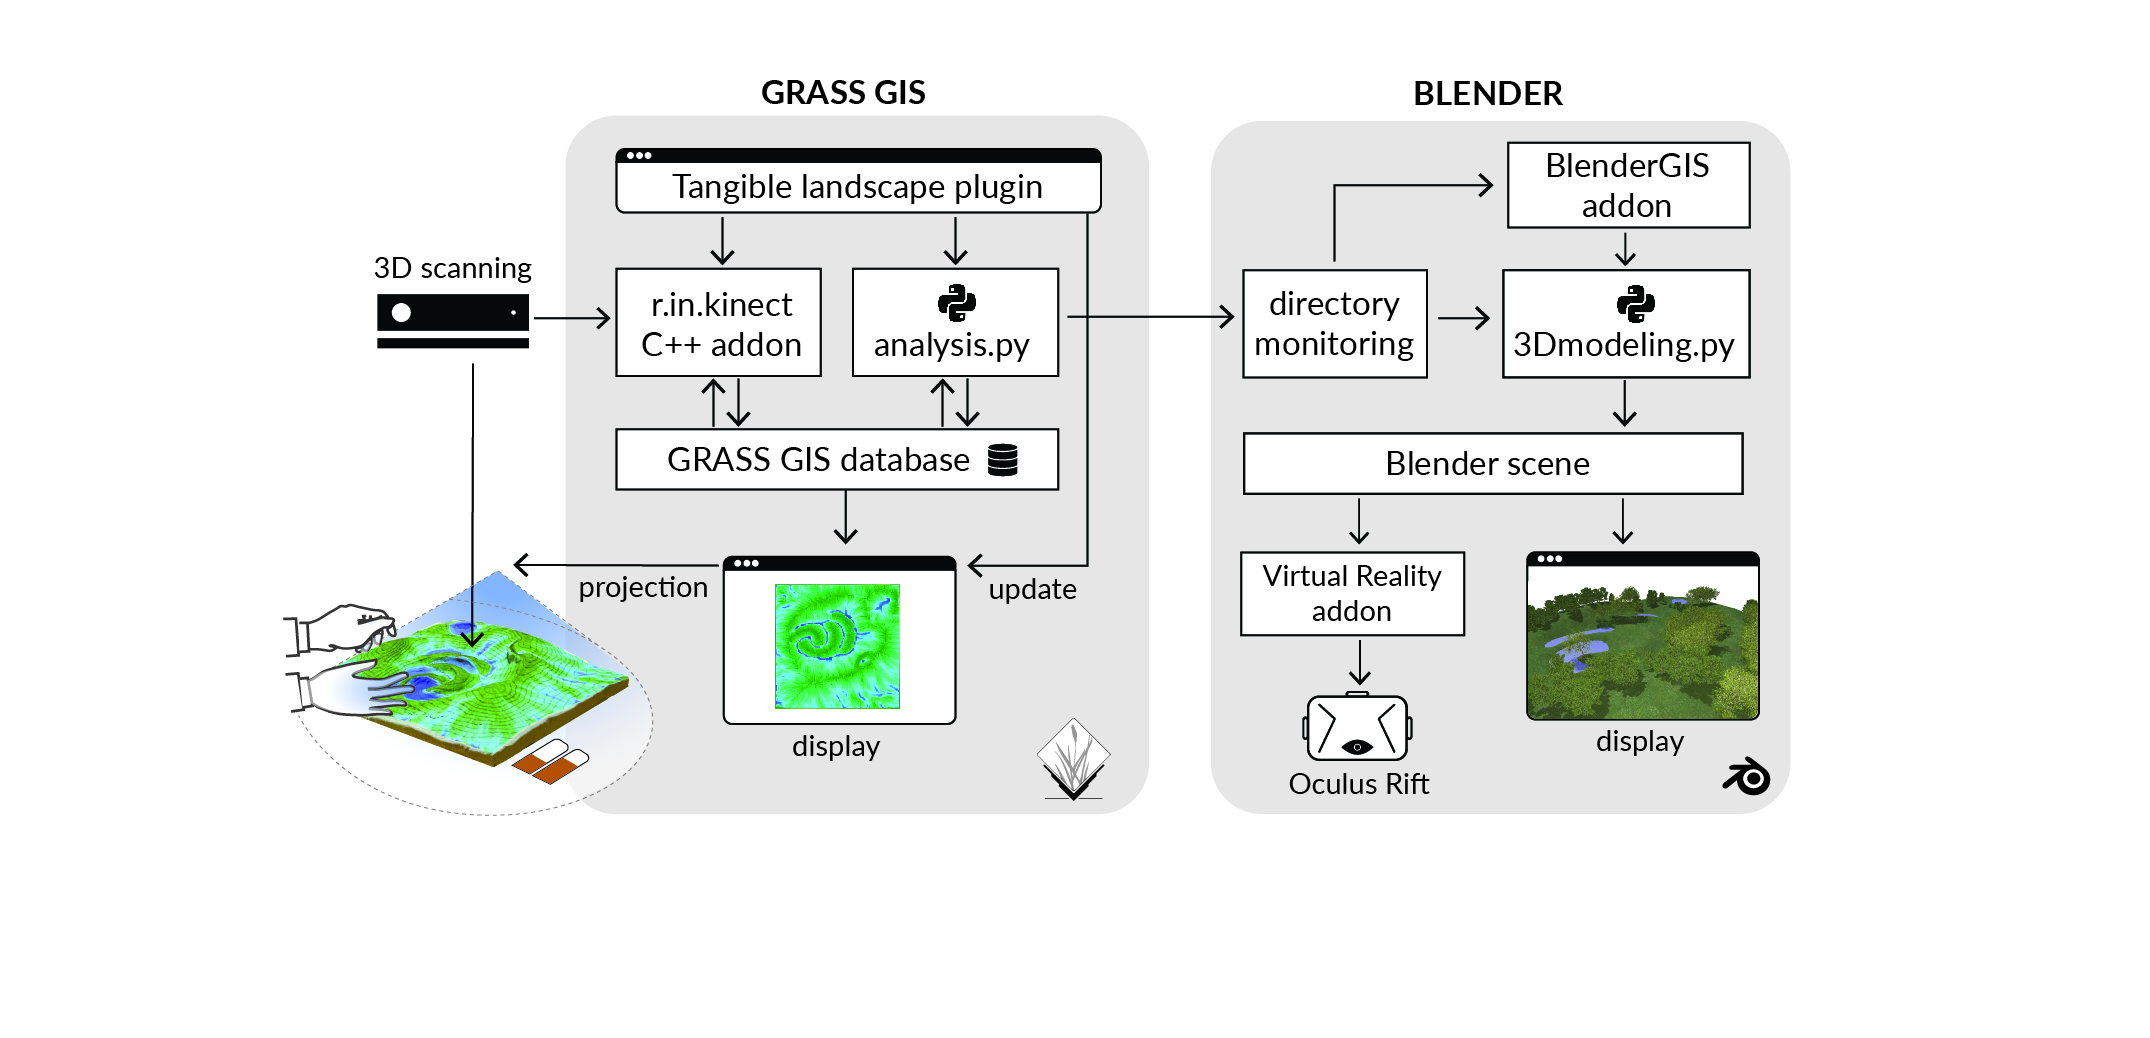 GRASS GIS
Tangible landscape plugin
3D scanning
r.in.kinect
C++ addon
analysis.py
GRASS GIS database
projection
update
display
BLENDER
BlenderGIS
addon
directory
monitoring
3Dmodeling.py
Blender scene
Virtual Reality
addon
Oculus Rift
display